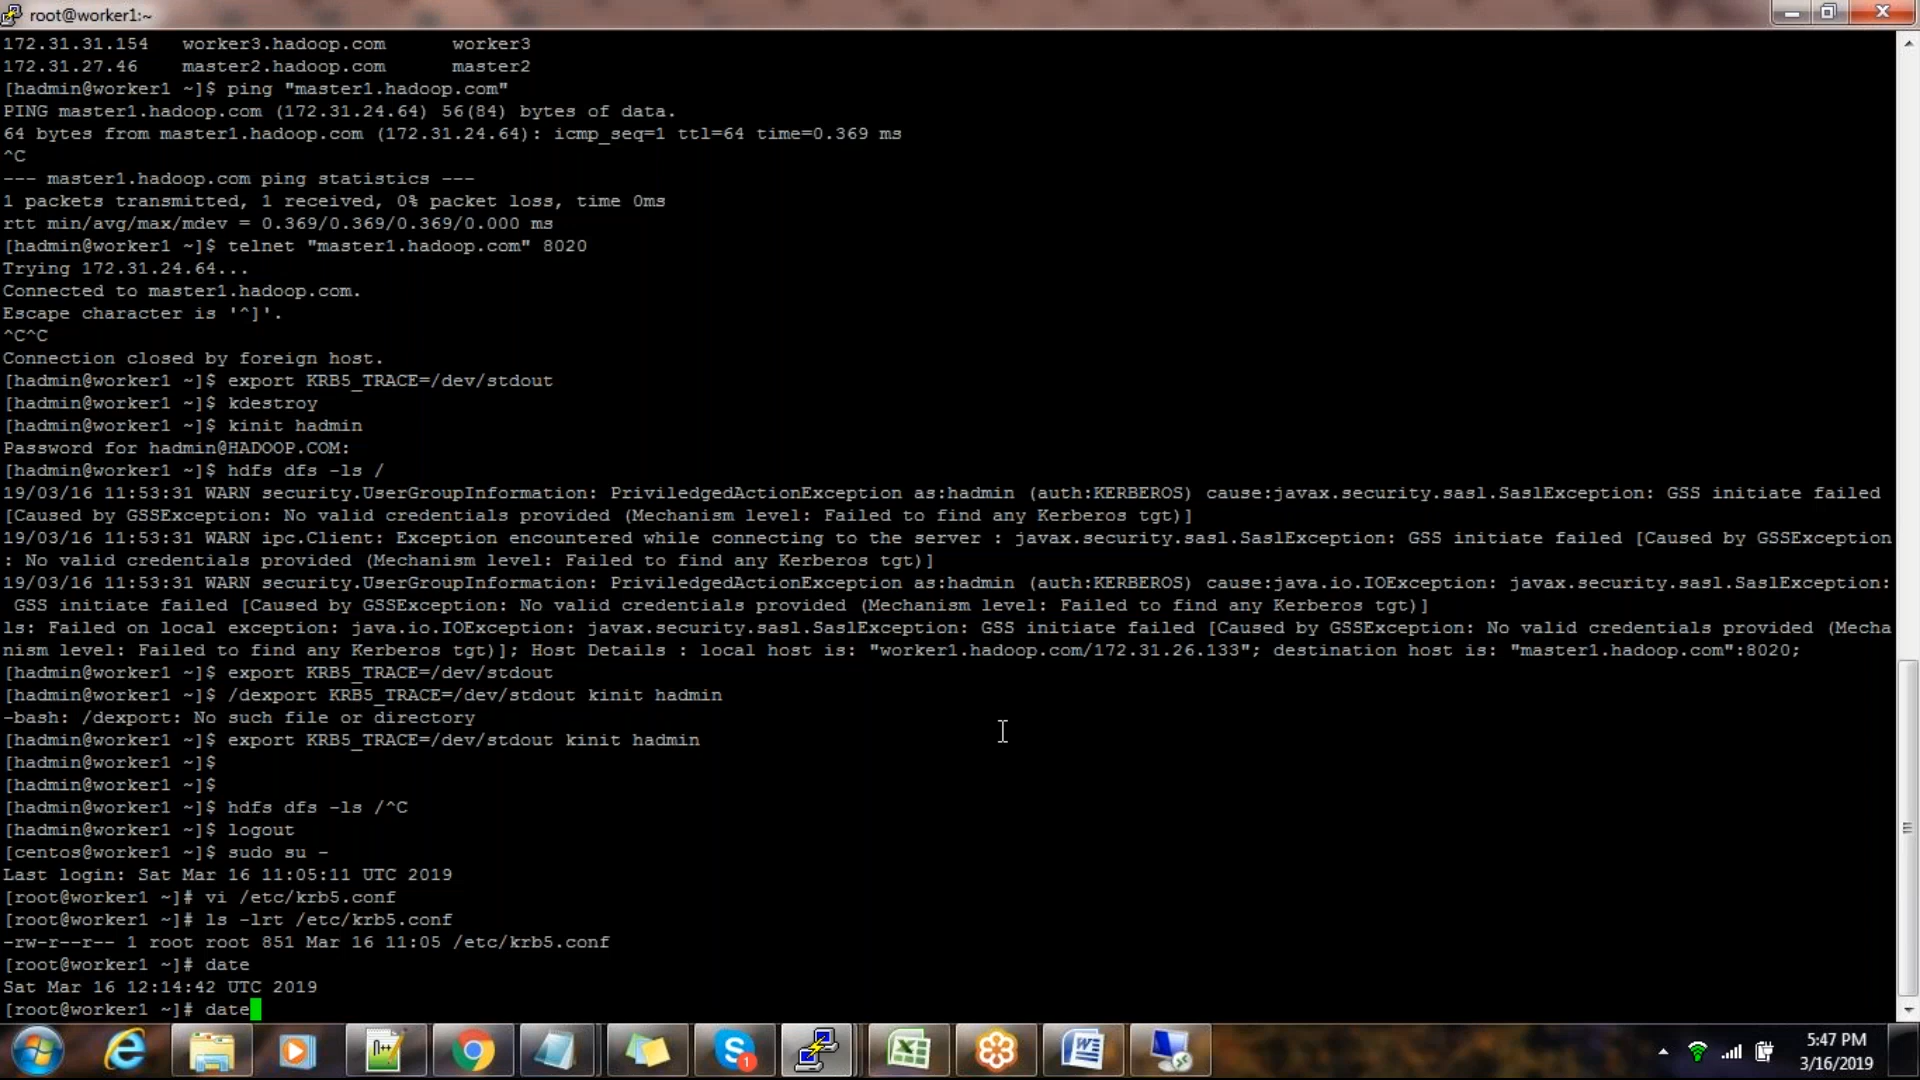 root@worker1:~
172.31.31.154   worker3.hadoop.com      worker3
172.31.27.46    master2.hadoop.com      master2
[hadmin@worker1 ~]$ ping "master1.hadoop.com"
PING master1.hadoop.com (172.31.24.64) 56(84) bytes of data.
64 bytes from master1.hadoop.com (172.31.24.64): icmp_seq=1 ttl=64 time=0.369 ms
^C
--- master1.hadoop.com ping statistics ---
1 packets transmitted, 1 received, 0% packet loss, time 0ms
rtt min/avg/max/mdev = 0.369/0.369/0.369/0.000 ms
[hadmin@worker1 ~]$ telnet "master1.hadoop.com" 8020
Trying 172.31.24.64...
Connected to master1.hadoop.com.
Escape character is '^]'.
^C^C
Connection closed by foreign host.
[hadmin@worker1 ~]$ export KRB5_TRACE=/dev/stdout
[hadmin@worker1 ~]$ kdestroy
[hadmin@worker1 ~]$ kinit hadmin
Password for hadmin@HADOOP.COM:
[hadmin@worker1 ~]$ hdfs dfs -ls /
19/03/16 11:53:31 WARN security.UserGroupInformation: PriviledgedActionException as:hadmin (auth:KERBEROS) cause:javax.security.sasl.SaslException: GSS initiate failed
[Caused by GSSException: No valid credentials provided (Mechanism level: Failed to find any Kerberos tgt)]
19/03/16 11:53:31 WARN ipc.Client: Exception encountered while connecting to the server : javax.security.sasl.SaslException: GSS initiate failed [Caused by GSSException
: No valid credentials provided (Mechanism level: Failed to find any Kerberos tgt)]
19/03/16 11:53:31 WARN security.UserGroupInformation: PriviledgedActionException as:hadmin (auth:KERBEROS) cause:java.io.IOException: javax.security.sasl.SaslException:
 GSS initiate failed [Caused by GSSException: No valid credentials provided (Mechanism level: Failed to find any Kerberos tgt)]
ls: Failed on local exception: java.io.IOException: javax.security.sasl.SaslException: GSS initiate failed [Caused by GSSException: No valid credentials provided (Mecha
nism level: Failed to find any Kerberos tgt)]; Host Details : local host is: "worker1.hadoop.com/172.31.26.133"; destination host is: "master1.hadoop.com":8020;
[hadmin@worker1 ~]$ export KRB5_TRACE=/dev/stdout
[hadmin@worker1 ~]$ /dexport KRB5_TRACE=/dev/stdout kinit hadmin
-bash: /dexport: No such file or directory
[hadmin@worker1 ~]$ export KRB5_TRACE=/dev/stdout kinit hadmin
[hadmin@worker1 ~]$
[hadmin@worker1 ~]$
[hadmin@worker1 ~]$ hdfs dfs -ls /^C
[hadmin@worker1 ~]$ logout
[centos@worker1 ~]$ sudo su -
Last login: Sat Mar 16 11:05:11 UTC 2019
[root@worker1 ~]# vi /etc/krb5.conf
[root@worker1 ~]# ls -lrt /etc/krb5.conf
-rw-r--r-- 1 root root 851 Mar 16 11:05 /etc/krb5.conf
[root@worker1 ~]# date
Sat Mar 16 12:14:42 UTC 2019
[root@worker1 ~]# date
5:47 PM
3/16/2019